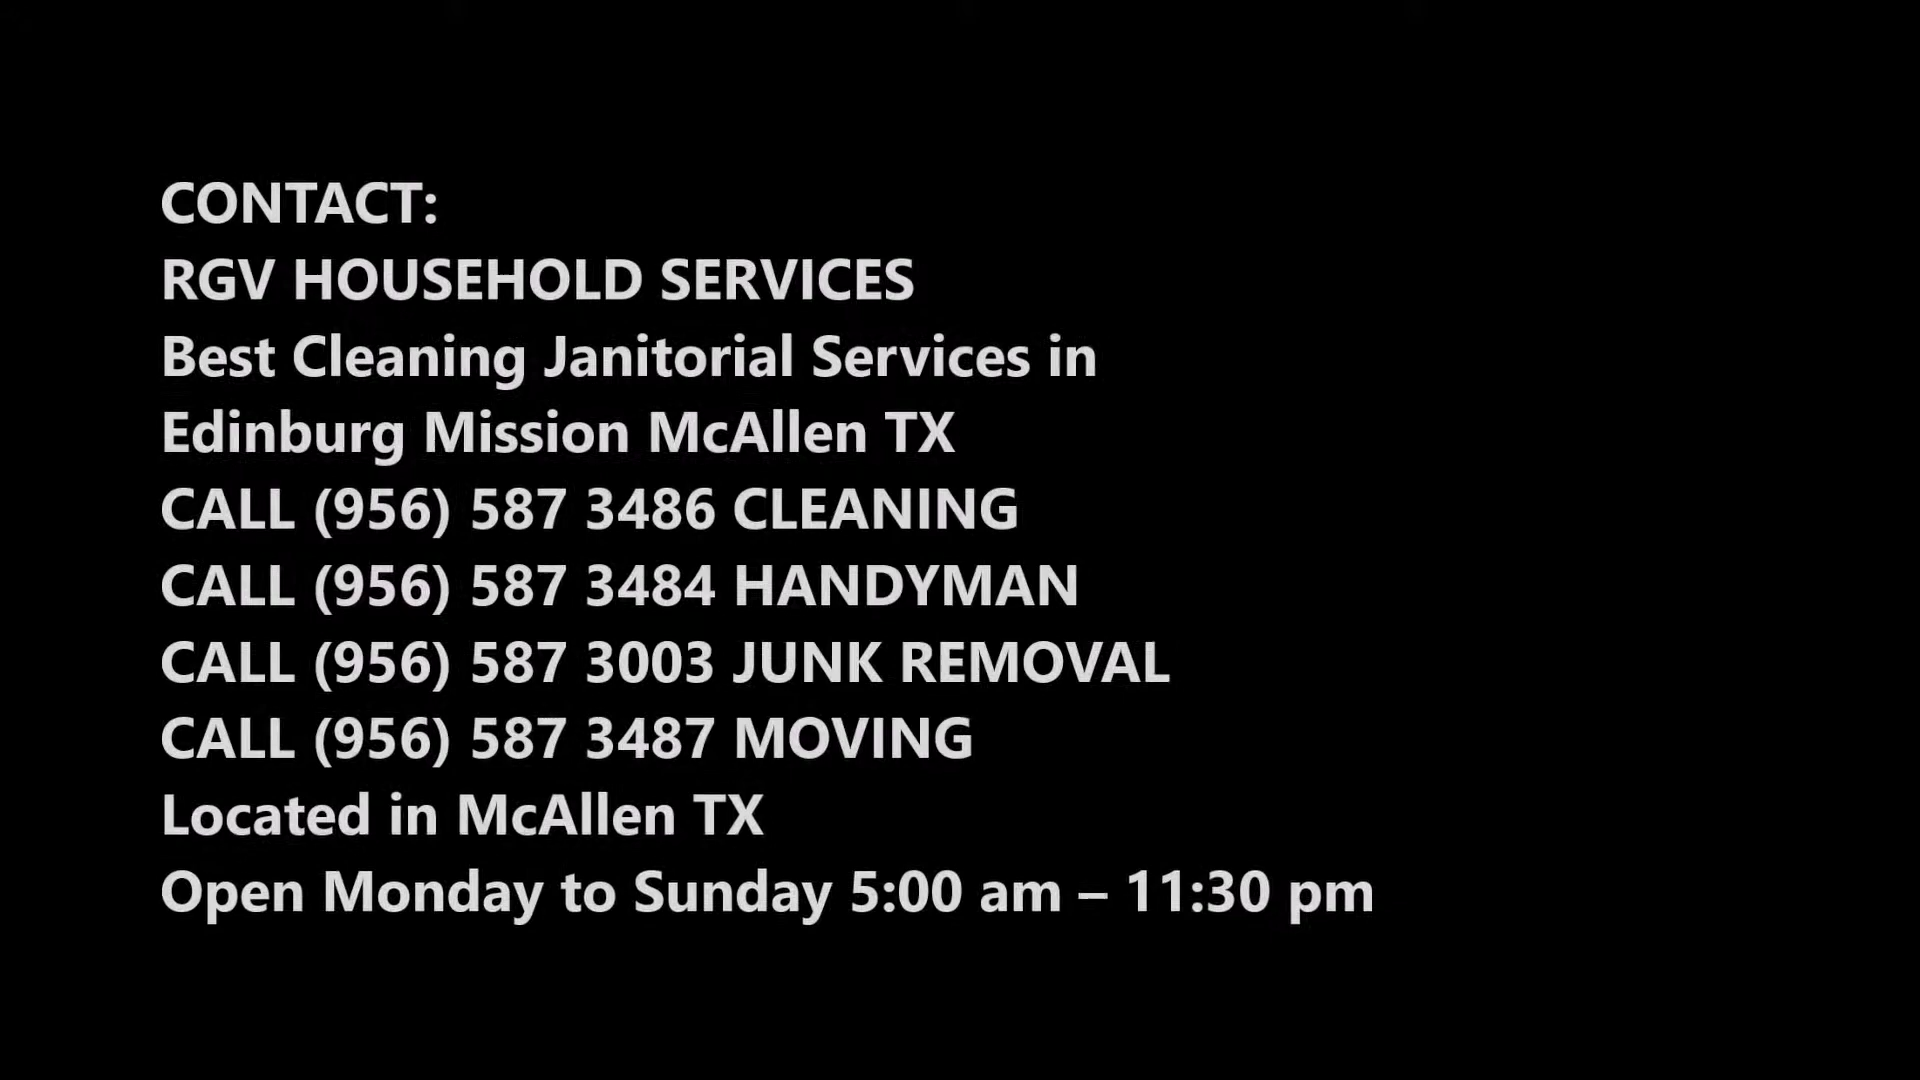 CONTACT:
RGV HOUSEHOLD SERVICES
Best Cleaning Janitorial Services in
Edinburg Mission McAllen TX
CALL (956) 587 3486 CLEANING
CALL (956) 587 3484 HANDYMAN
CALL (956) 587 3003 JUNK REMOVAL
CALL (956) 587 3487 MOVING
Located in McAllen TX
Open Monday to Sunday 5:00 am – 11:30 pm